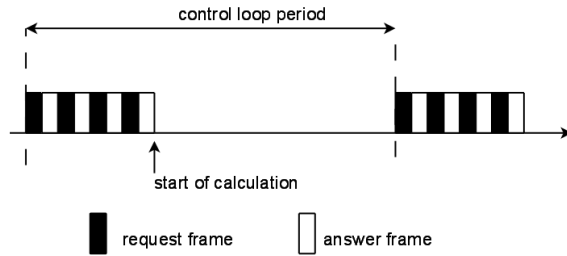 control loop period
start of calculation
request frame
answer frame